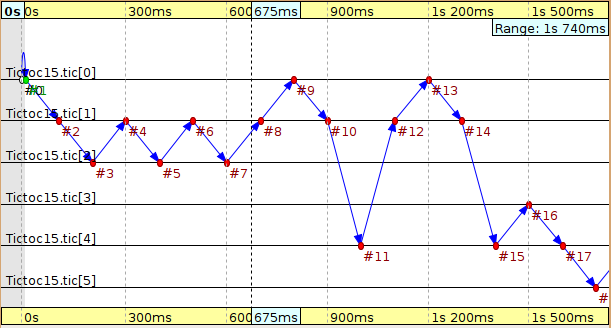 0s 0s 300ms 600 675ms 900ms 1s 200ms 1s 500ms
Range: 1s 740ms
Tictoc15.tic[0]
#0 #1 #9 #13
Tictoc15.tic[1]
#2 #4 #6 #8 #10 #12 #14
Tictoc15.tic[2]
#3 #5 #7
Tictoc15.tic[3]
#16
Tictoc15.tic[4]
#11 #15 #17
Tictoc15.tic[5]
#
0s 300ms 600 675ms 900ms 1s 200ms 1s 500ms